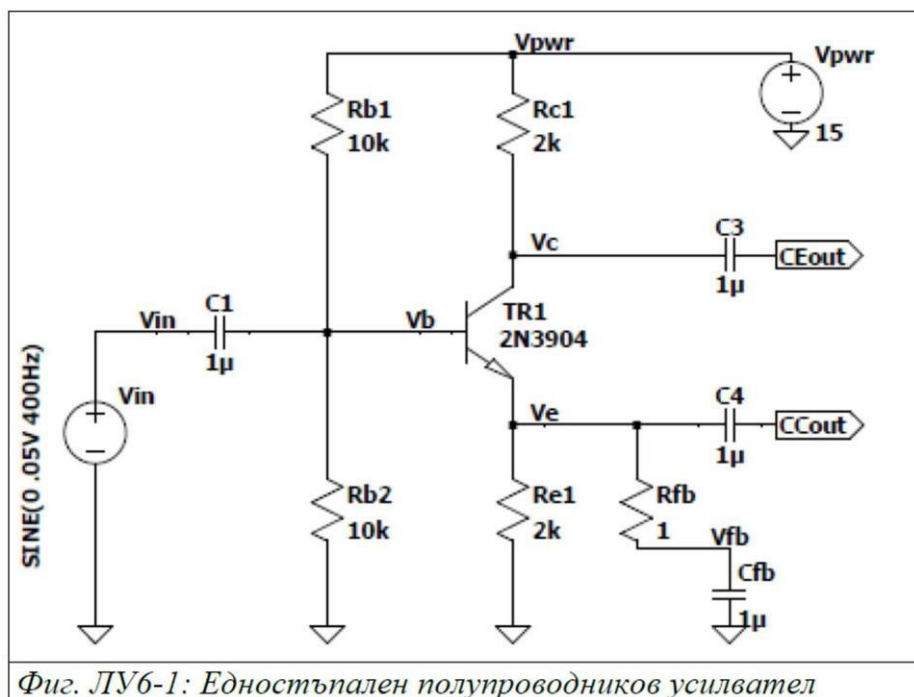 Vpwr
Vpwr
Rb1
10k
Rc1
2k
15
Vc
C3
1µ
CEout
C1
1µ
Vin
Vb
TR1
2N3904
SINE(0 .05V 400Hz)
Vin
Ve
C4
1µ
CCout
Rb2
10k
Re1
2k
Rfb
1
Vfb
Cfb
1µ
Фиг. ЛУ6-1: Едностъпален полупроводников усилвател